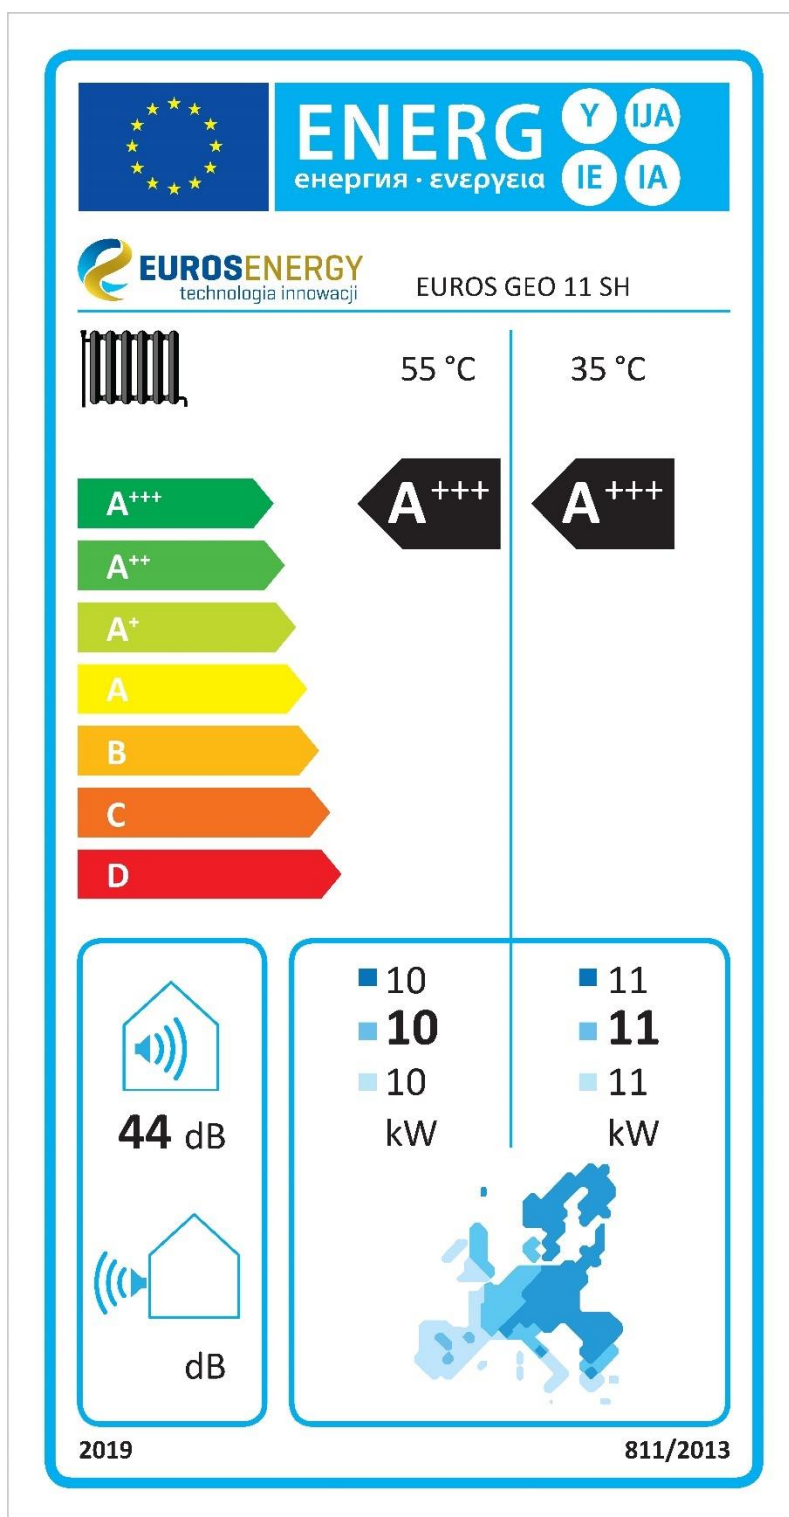 ENERG Y IJA
енергия · ενεργεια IE IA
EUROSENERGY
technologia innowacji
EUROS GEO 11 SH
55 °C 35 °C
A+++ A+++
A+++
A++
A+
A
B
C
D
44 dB
dB
10 11
10 11
10 11
kW kW
2019 811/2013